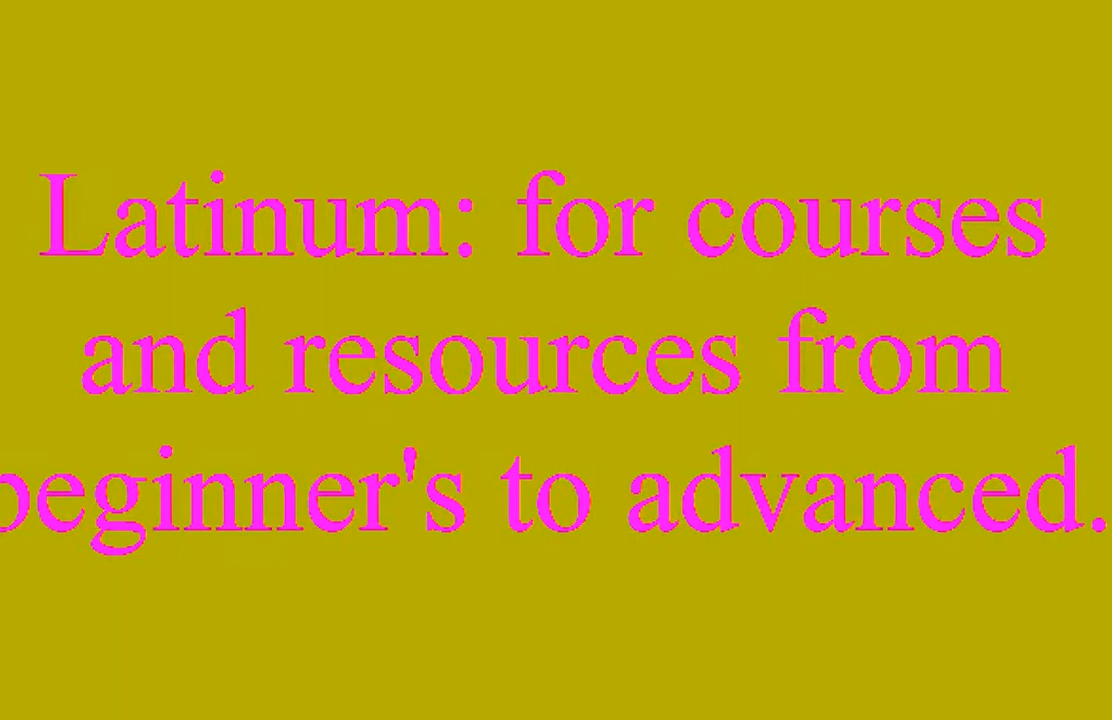 Latinum: for courses
and resources from
beginner's to advanced.